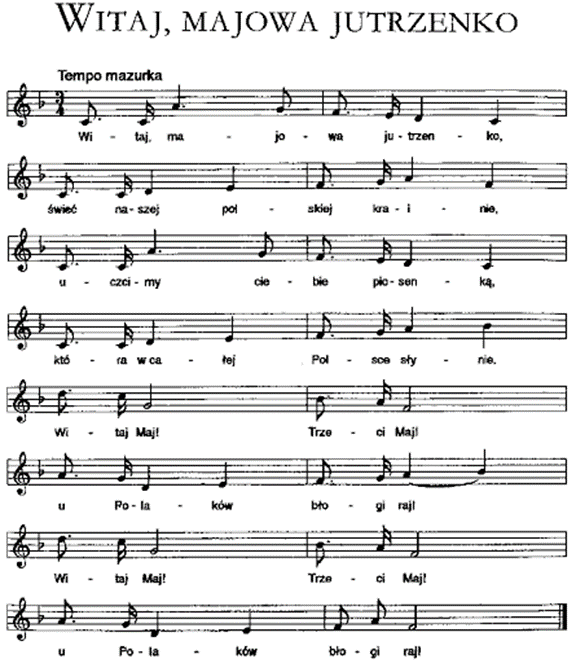 WITAJ, MAJOWA JUTRZENKO
Tempo mazurka
3 4
Wi - taj, ma - jo - wa ju - trzen - ko,
świeć na - szej pol - skiej kra - i - nie,
u - czci - my cie - bie pio - sen - ką,
któ - ra w ca - łej Pol - sce sły - nie.
Wi - taj Maj! Trze - ci Maj!
u Po - la - ków bło - gi raj!
Wi - taj Maj! Trze - ci Maj!
u Po - la - ków bło - gi raj!